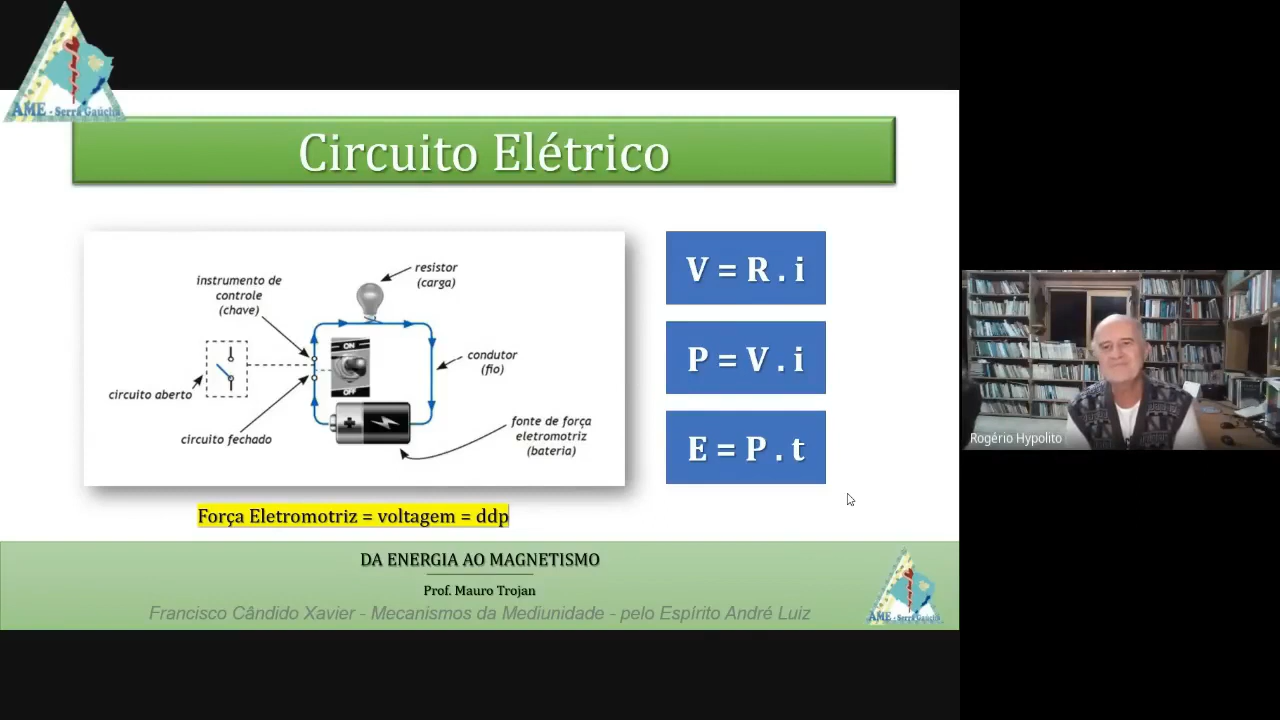 AME - Serra Gaúcha
Circuito Elétrico
resistor
(carga)
instrumento de
controle
(chave)
ON
OFF
condutor
(fio)
circuito aberto
circuito fechado
fonte de força
eletromotriz
(bateria)
V = R . i
P = V . i
E = P . t
Força Eletromotriz = voltagem = ddp
DA ENERGIA AO MAGNETISMO
Prof. Mauro Trojan
Francisco Cândido Xavier - Mecanismos da Mediunidade - pelo Espírito André Luiz
AME - Serra Gaúcha
Rogério Hypolito